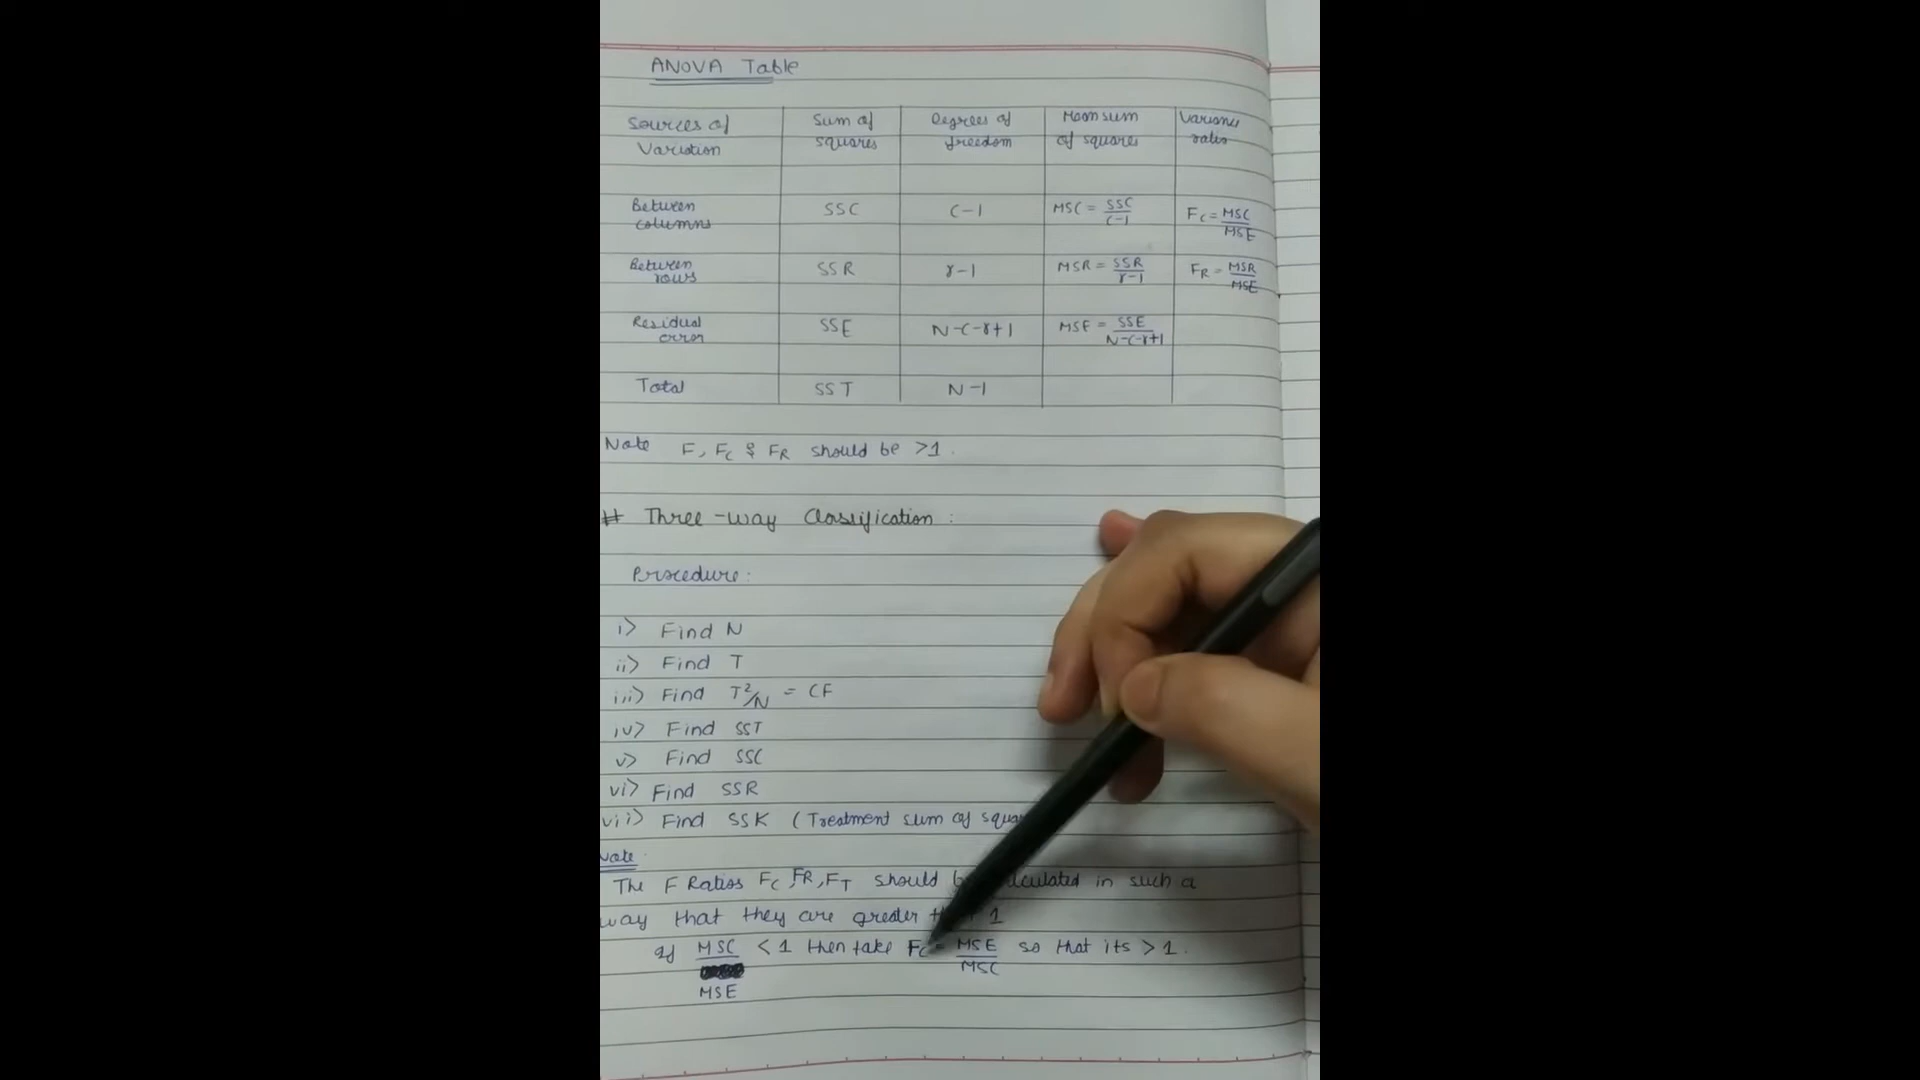 ANOVA Table
Sources of Variation | Sum of squares | Degrees of freedom | Mean sum of squares | Variance ratio
Between columns | SSC | C-1 | MSC = SSC/C-1 | FC = MSC/MSE
Between rows | SSR | r-1 | MSR = SSR/r-1 | FR = MSR/MSE
Residual error | SSE | N-C-r+1 | MSE = SSE/N-C-r+1
Total | SST | N-1
Note F, FC & FR should be >1.
# Three-way Classification:
Procedure:
i> Find N
ii> Find T
iii> Find T²/N = CF
iv> Find SST
v> Find SSC
vi> Find SSR
vii> Find SSK (Treatment sum of
Note
The F Ratios FC, FR, FT should in such a
way that they are greater 1
If MSC/MSE < 1 then take FC = MSE/MSC so that its > 1.